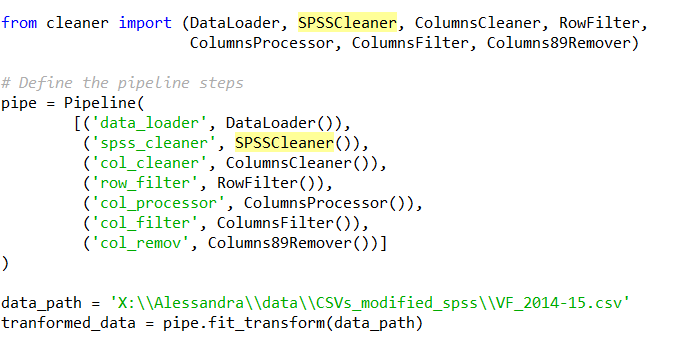 from cleaner import (DataLoader, SPSSCleaner, ColumnsCleaner, RowFilter,
ColumnsProcessor, ColumnsFilter, Columns89Remover)
# Define the pipeline steps
pipe = Pipeline(
[('data_loader', DataLoader()),
('spss_cleaner', SPSSCleaner()),
('col_cleaner', ColumnsCleaner()),
('row_filter', RowFilter()),
('col_processor', ColumnsProcessor()),
('col_filter', ColumnsFilter()),
('col_remov', Columns89Remover())]
)
data_path = 'X:\\Alessandra\\data\\CSVs_modified_spss\\VF_2014-15.csv'
tranformed_data = pipe.fit_transform(data_path)